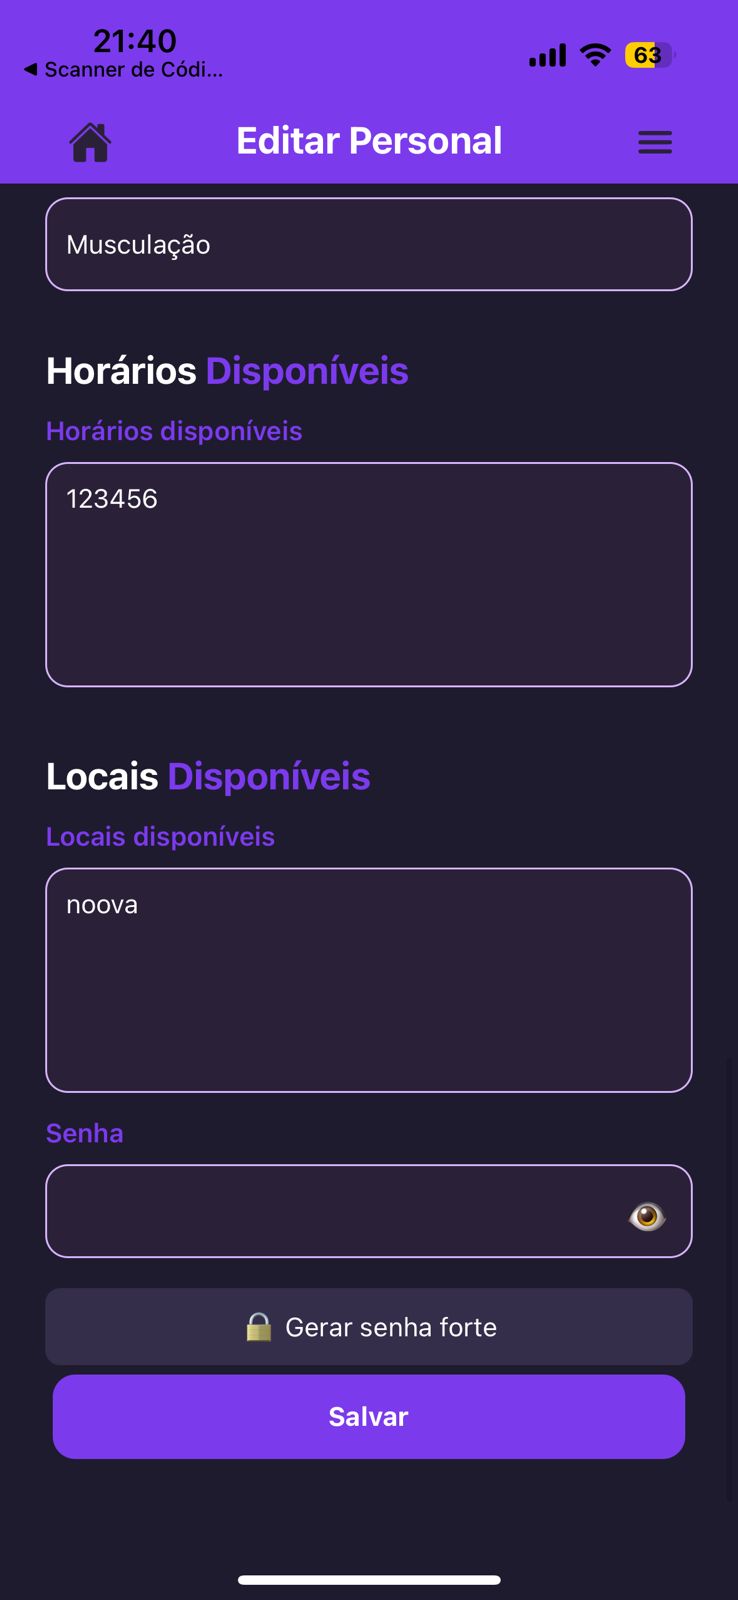 21:40
Scanner de Códi...
63
Editar Personal
Musculação
Horários Disponíveis
Horários disponíveis
123456
Locais Disponíveis
Locais disponíveis
noova
Senha
Gerar senha forte
Salvar